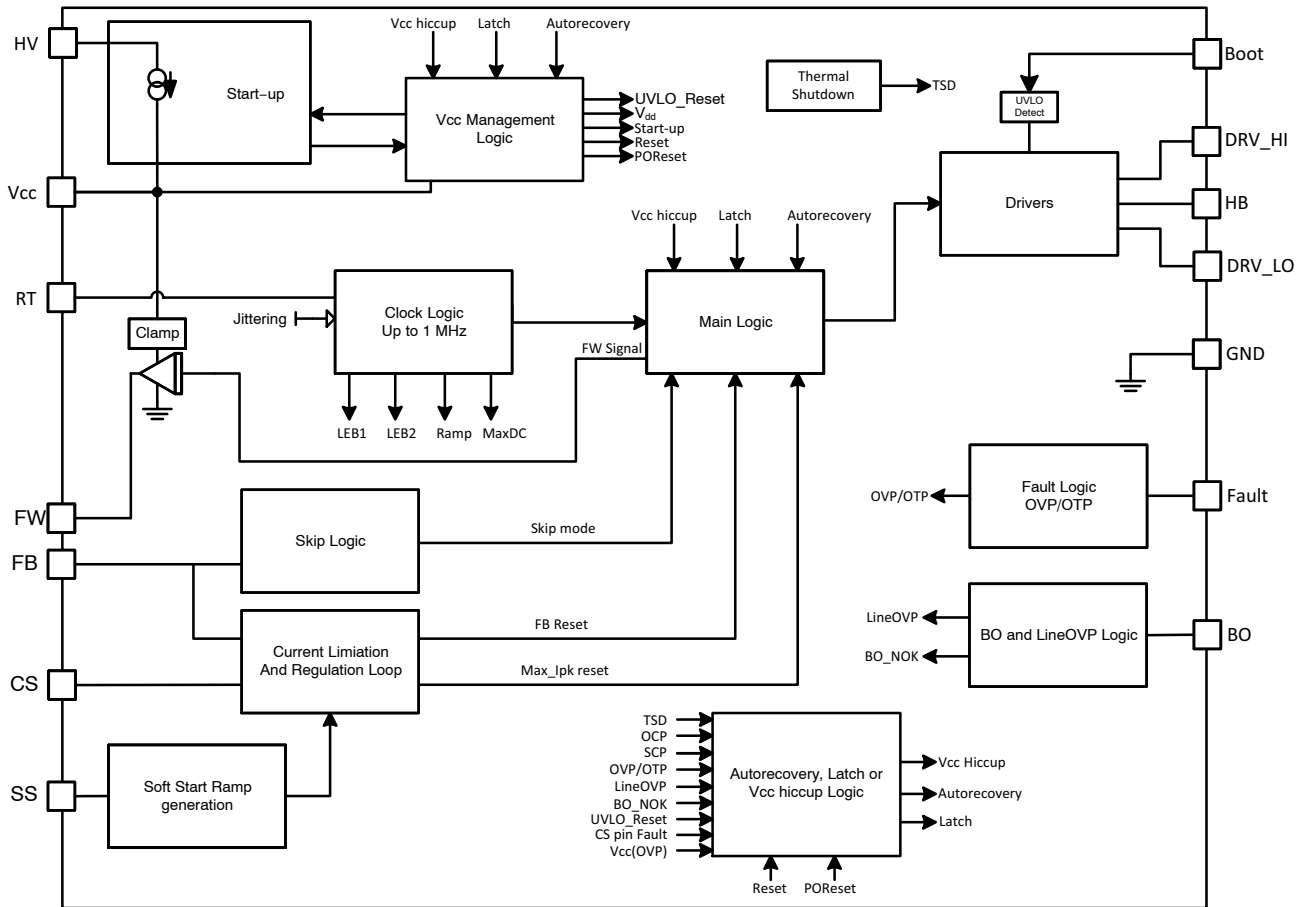 HV
Start-up
Vcc hiccup
Latch
Autorecovery
Vcc Management
Logic
UVLO_Reset
Vdd
Start-up
Reset
POReset
Thermal
Shutdown
TSD
Boot
UVLO
Detect
DRV_HI
Drivers
HB
DRV_LO
Vcc
RT
Jittering
Clock Logic
Up to 1 MHz
LEB1
LEB2
Ramp
MaxDC
Vcc hiccup
Latch
Autorecovery
Main Logic
FW Signal
Clamp
GND
FW
FB
Skip Logic
Skip mode
OVP/OTP
Fault Logic
OVP/OTP
Fault
Current Limiation
And Regulation Loop
FB Reset
Max_Ipk reset
CS
LineOVP
BO_NOK
BO and LineOVP Logic
BO
SS
Soft Start Ramp
generation
TSD
OCP
SCP
OVP/OTP
LineOVP
BO_NOK
UVLO_Reset
CS pin Fault
Vcc(OVP)
Autorecovery, Latch or
Vcc hiccup Logic
Vcc Hiccup
Autorecovery
Latch
Reset
POReset